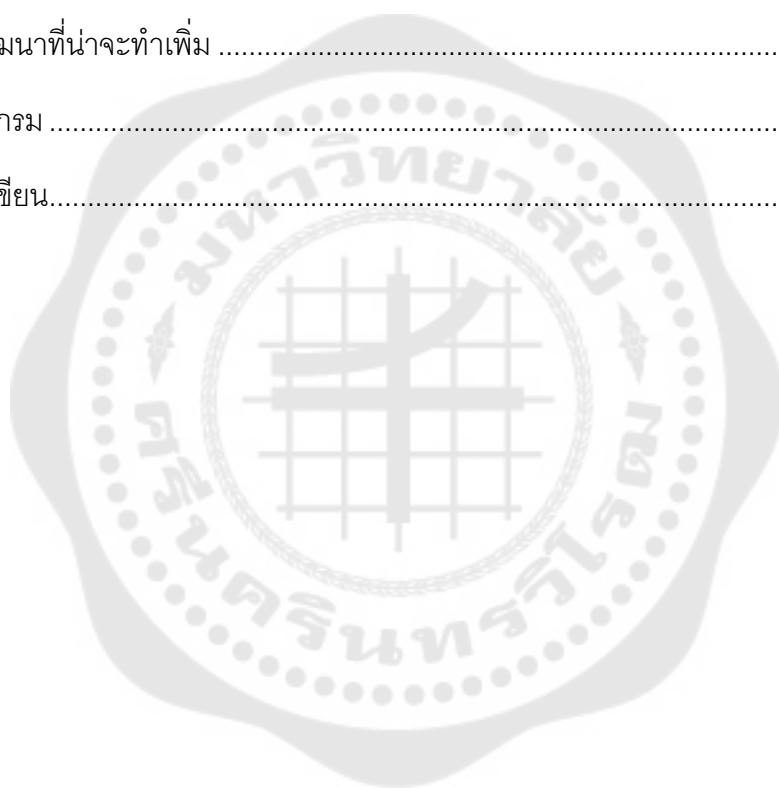 มนาที่น่าจะทำเพิ่ม ..........................................................................
กรม ................................................................................................
ขียน................................................................................................
มหาวิทยาลัย
ศรีนครินทรวิโรฒ